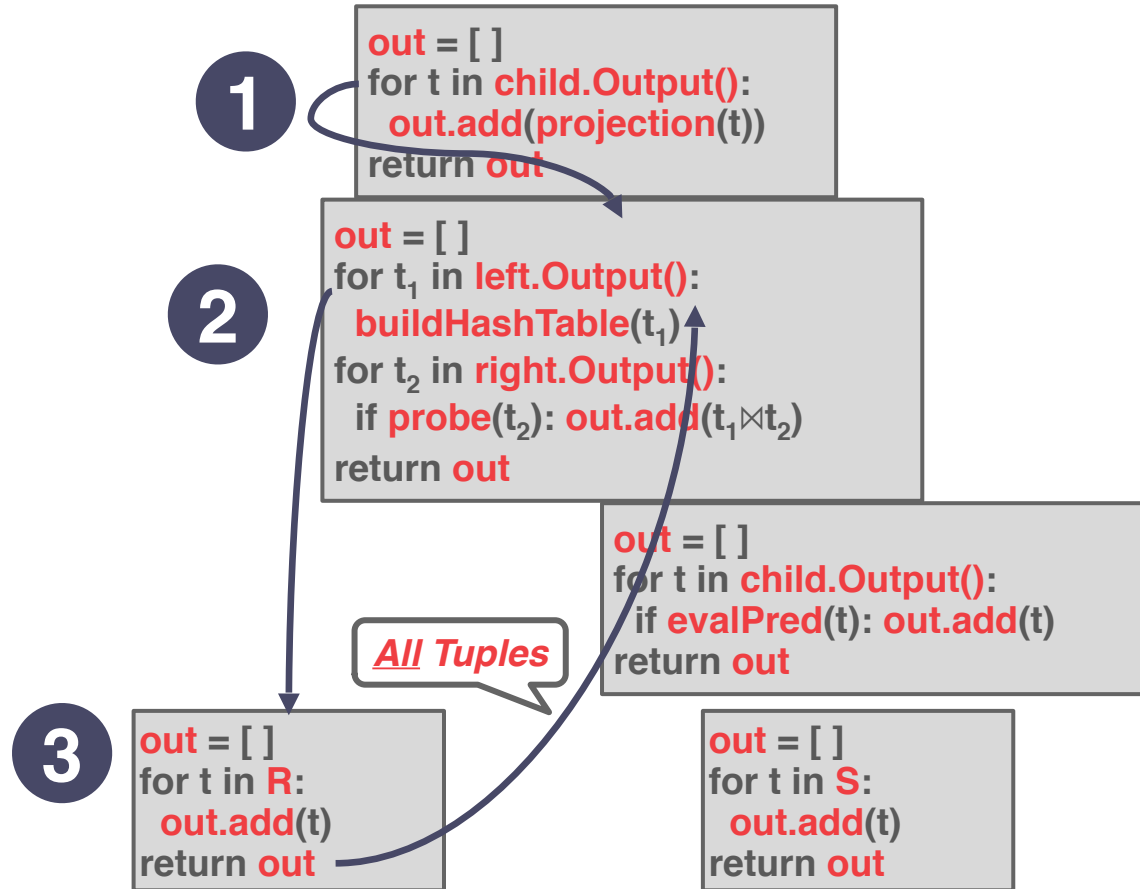 1
out = [ ]
for t in child.Output():
out.add(projection(t))
return out
2
out = [ ]
for t₁ in left.Output():
buildHashTable(t₁)
for t₂ in right.Output():
if probe(t₂): out.add(t₁⨝t₂)
return out
out = [ ]
for t in child.Output():
if evalPred(t): out.add(t)
return out
All Tuples
3
out = [ ]
for t in R:
out.add(t)
return out
out = [ ]
for t in S:
out.add(t)
return out